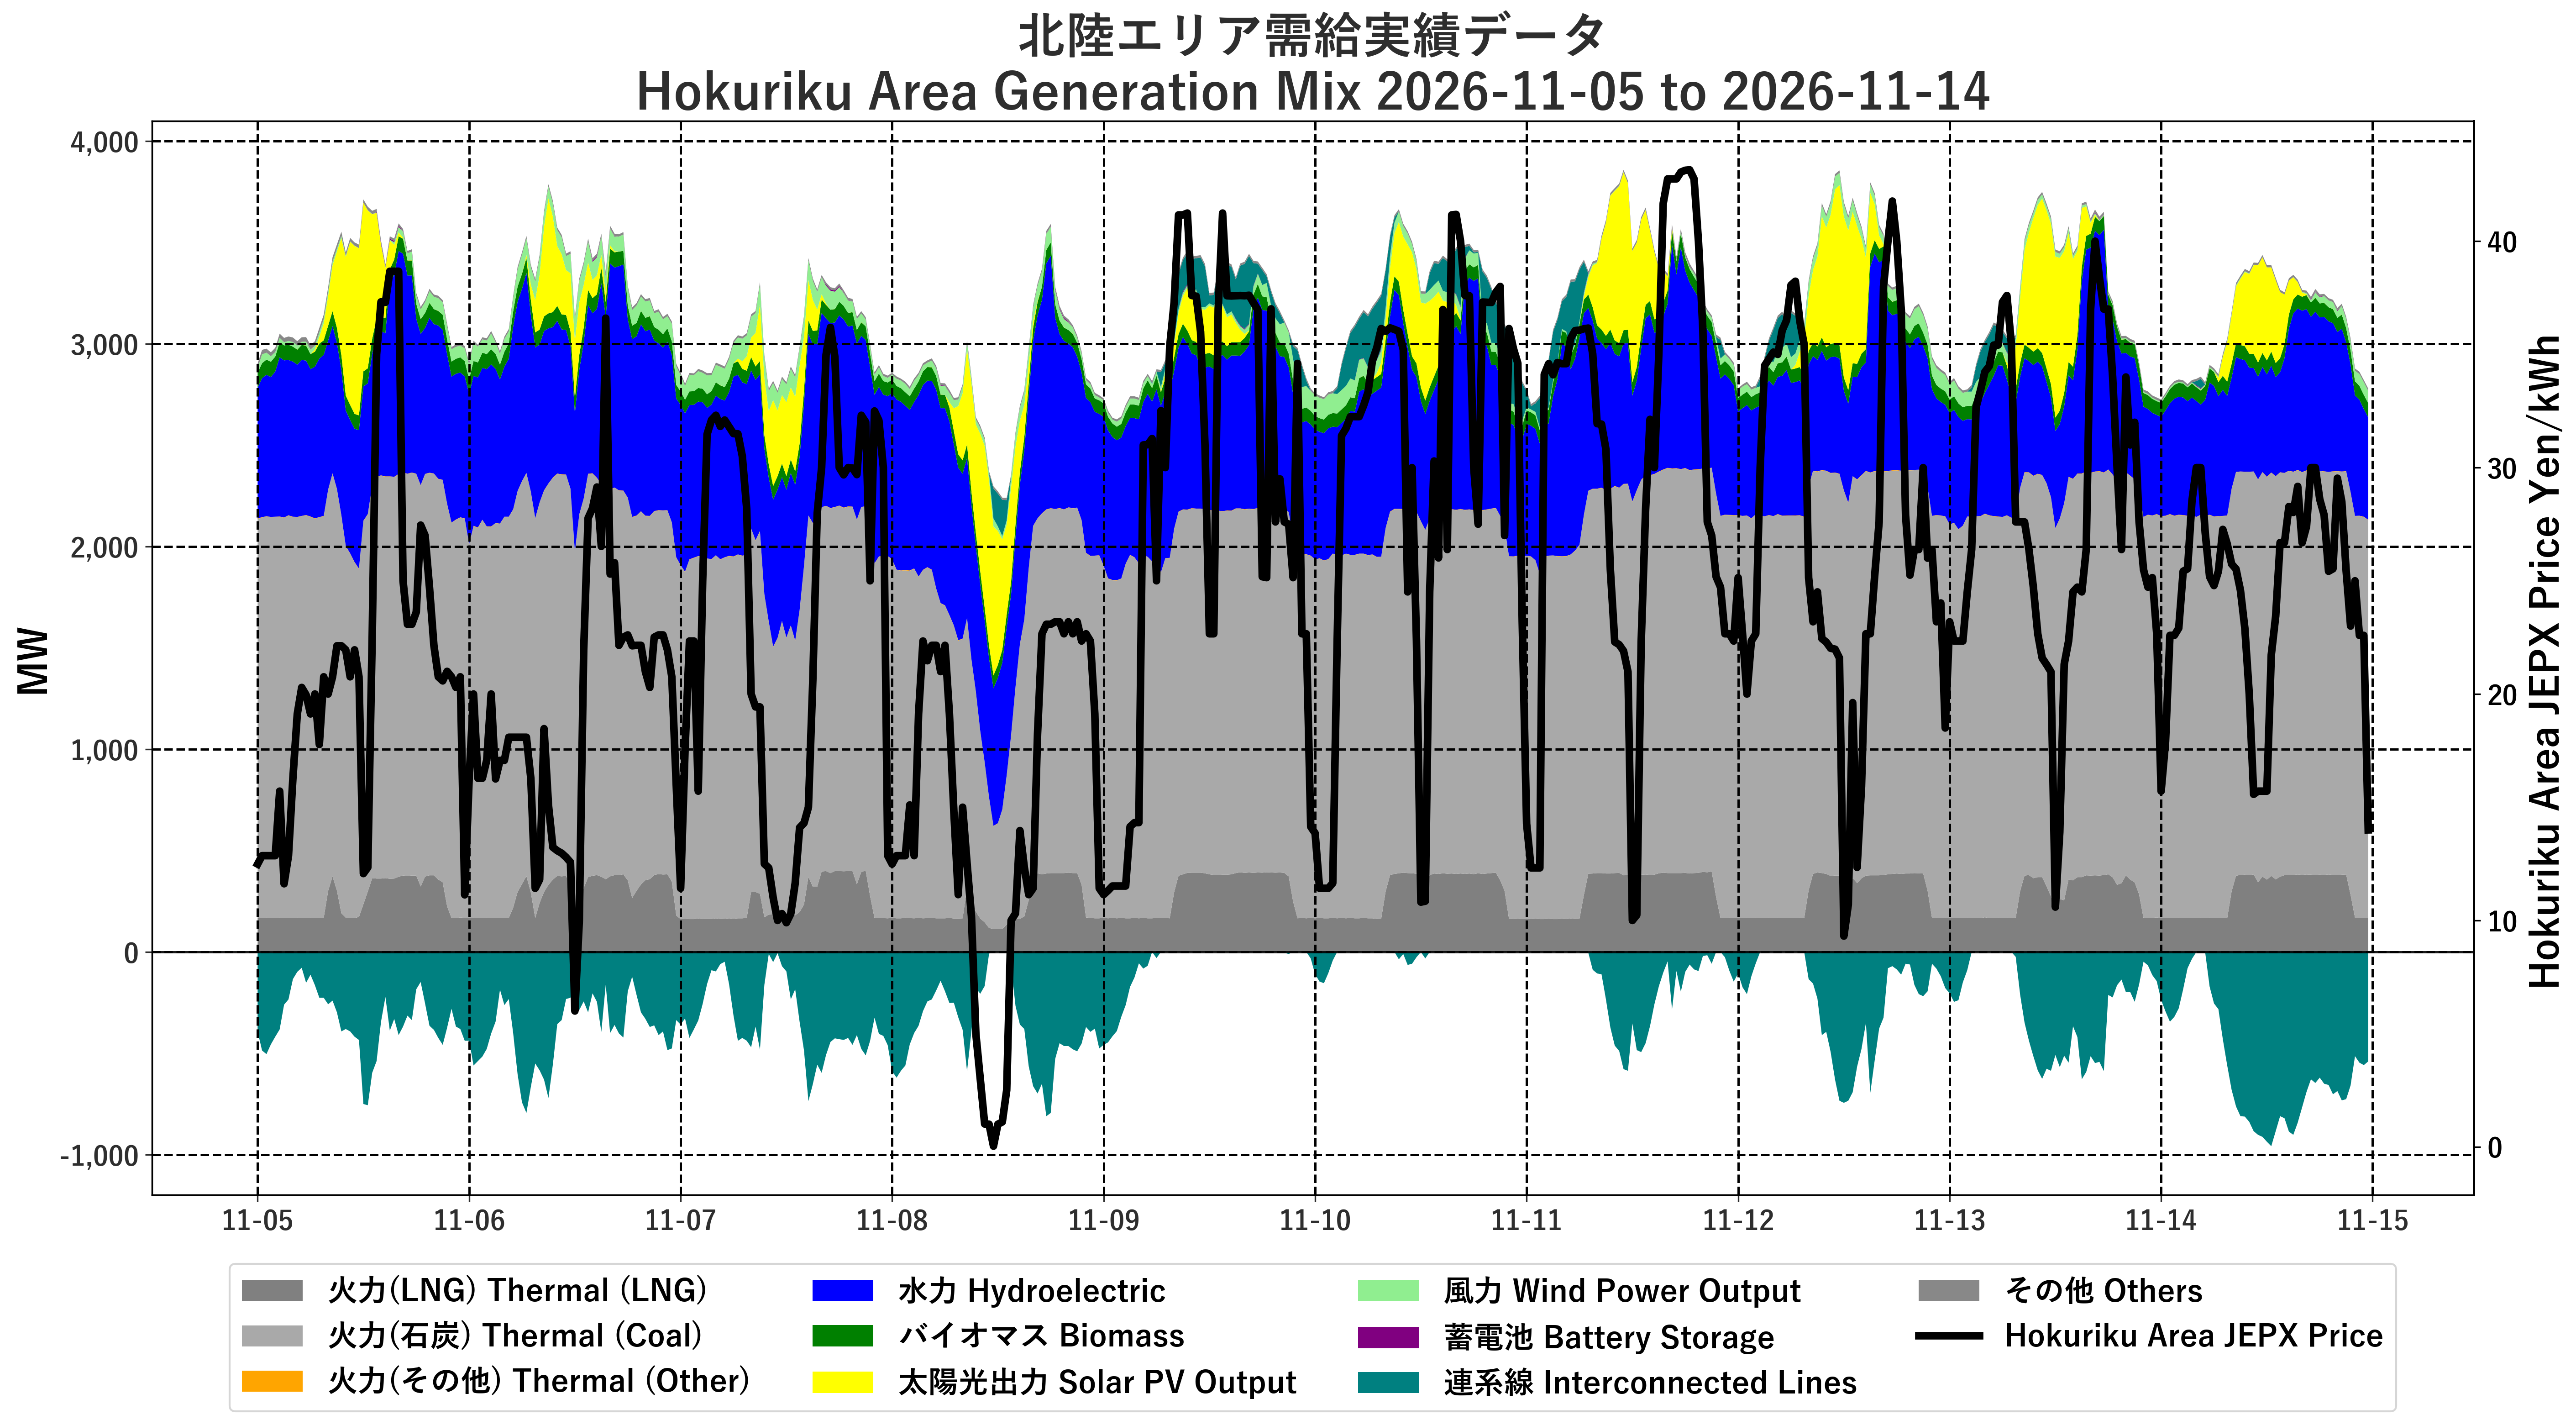 北陸エリア需給実績データ
Hokuriku Area Generation Mix 2026-11-05 to 2026-11-14
4,000
3,000
2,000
1,000
0
-1,000
MW
40
30
20
10
0
Hokuriku Area JEPX Price Yen/kWh
11-05 11-06 11-07 11-08 11-09 11-10 11-11 11-12 11-13 11-14 11-15
火力(LNG) Thermal (LNG)
火力(石炭) Thermal (Coal)
火力(その他) Thermal (Other)
水力 Hydroelectric
バイオマス Biomass
太陽光出力 Solar PV Output
風力 Wind Power Output
蓄電池 Battery Storage
連系線 Interconnected Lines
その他 Others
Hokuriku Area JEPX Price